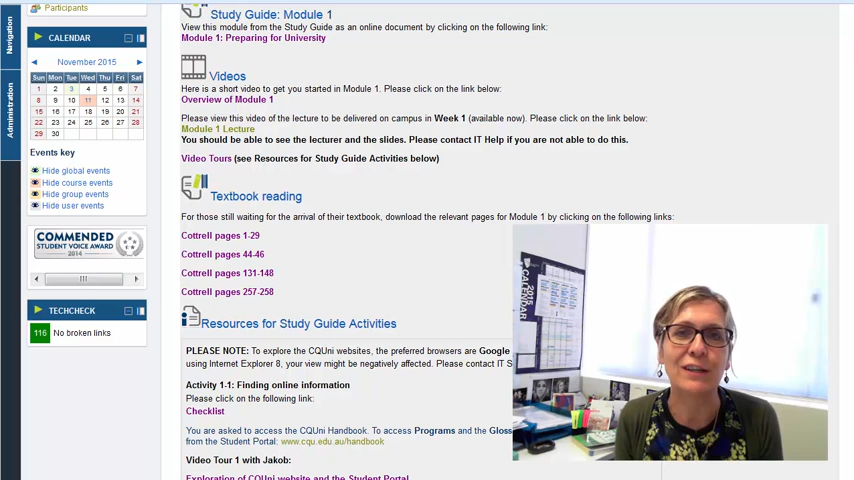 Navigation
Administration
Participants
CALENDAR
November 2015
Sun Mon Tue Wed Thu Fri Sat
1 2 3 4 5 6 7
8 9 10 11 12 13 14
15 16 17 18 19 20 21
22 23 24 25 26 27 28
29 30
Events key
Hide global events
Hide course events
Hide group events
Hide user events
COMMENDED
STUDENT VOICE AWARD
2014
TECHCHECK
116 No broken links
Study Guide: Module 1
View this module from the Study Guide as an online document by clicking on the following link:
Module 1: Preparing for University
Videos
Here is a short video to get you started in Module 1. Please click on the link below:
Overview of Module 1
Please view this video of the lecture to be delivered on campus in Week 1 (available now). Please click on the link below:
Module 1 Lecture
You should be able to see the lecturer and the slides. Please contact IT Help if you are not able to do this.
Video Tours (see Resources for Study Guide Activities below)
Textbook reading
For those still waiting for the arrival of their textbook, download the relevant pages for Module 1 by clicking on the following links:
Cottrell pages 1-29
Cottrell pages 44-46
Cottrell pages 131-148
Cottrell pages 257-258
Resources for Study Guide Activities
PLEASE NOTE: To explore the CQUni websites, the preferred browsers are Google
using Internet Explorer 8, your view might be negatively affected. Please contact IT S
Activity 1-1: Finding online information
Please click on the following link:
Checklist
You are asked to access the CQUni Handbook. To access Programs and the Gloss
from the Student Portal: www.cqu.edu.au/handbook
Video Tour 1 with Jakob:
Exploration of CQUni website and the Student Portal
2015
CALENDAR